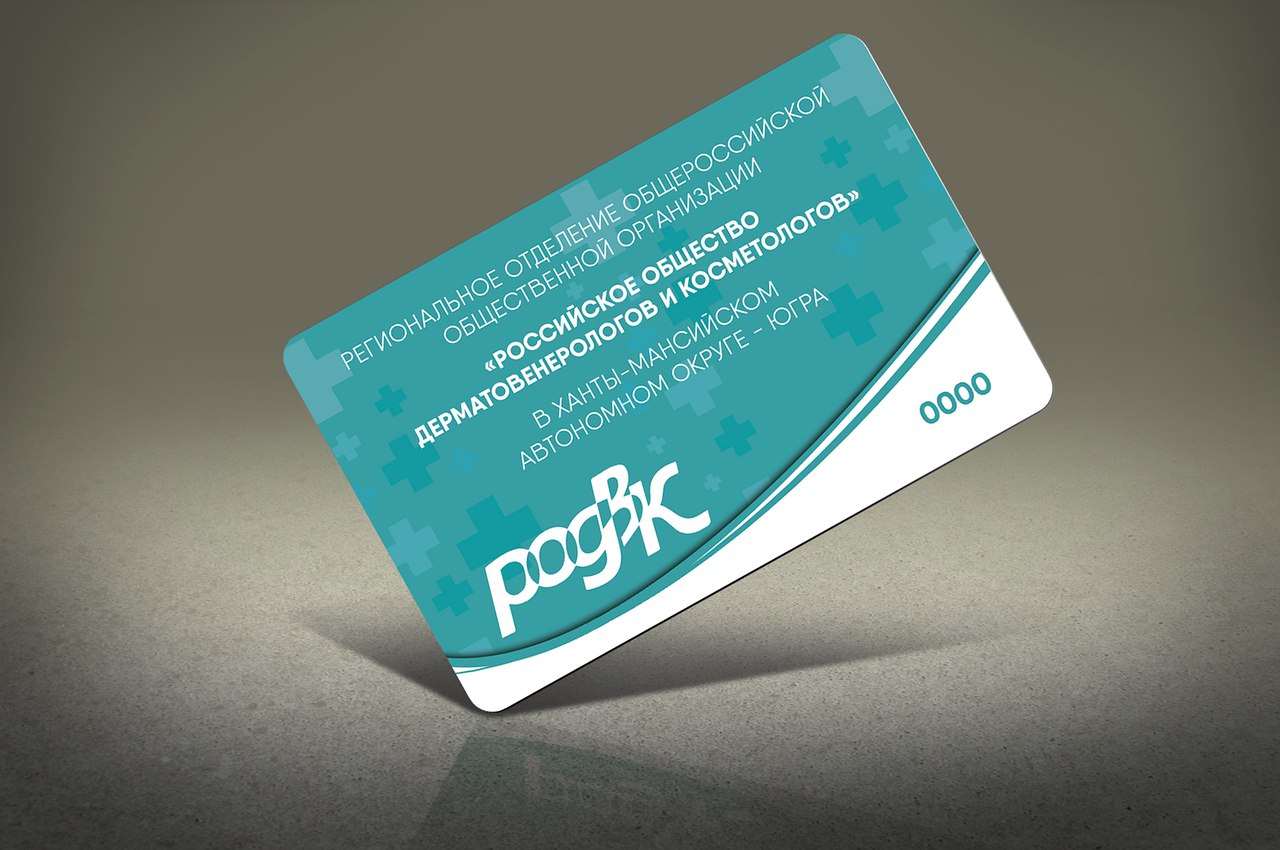 РЕГИОНАЛЬНОЕ ОТДЕЛЕНИЕ ОБЩЕРОССИЙСКОЙ
ОБЩЕСТВЕННОЙ ОРГАНИЗАЦИИ
«РОССИЙСКОЕ ОБЩЕСТВО
ДЕРМАТОВЕНЕРОЛОГОВ И КОСМЕТОЛОГОВ»
В ХАНТЫ-МАНСИЙСКОМ
АВТОНОМНОМ ОКРУГЕ – ЮГРА
0000
родВК